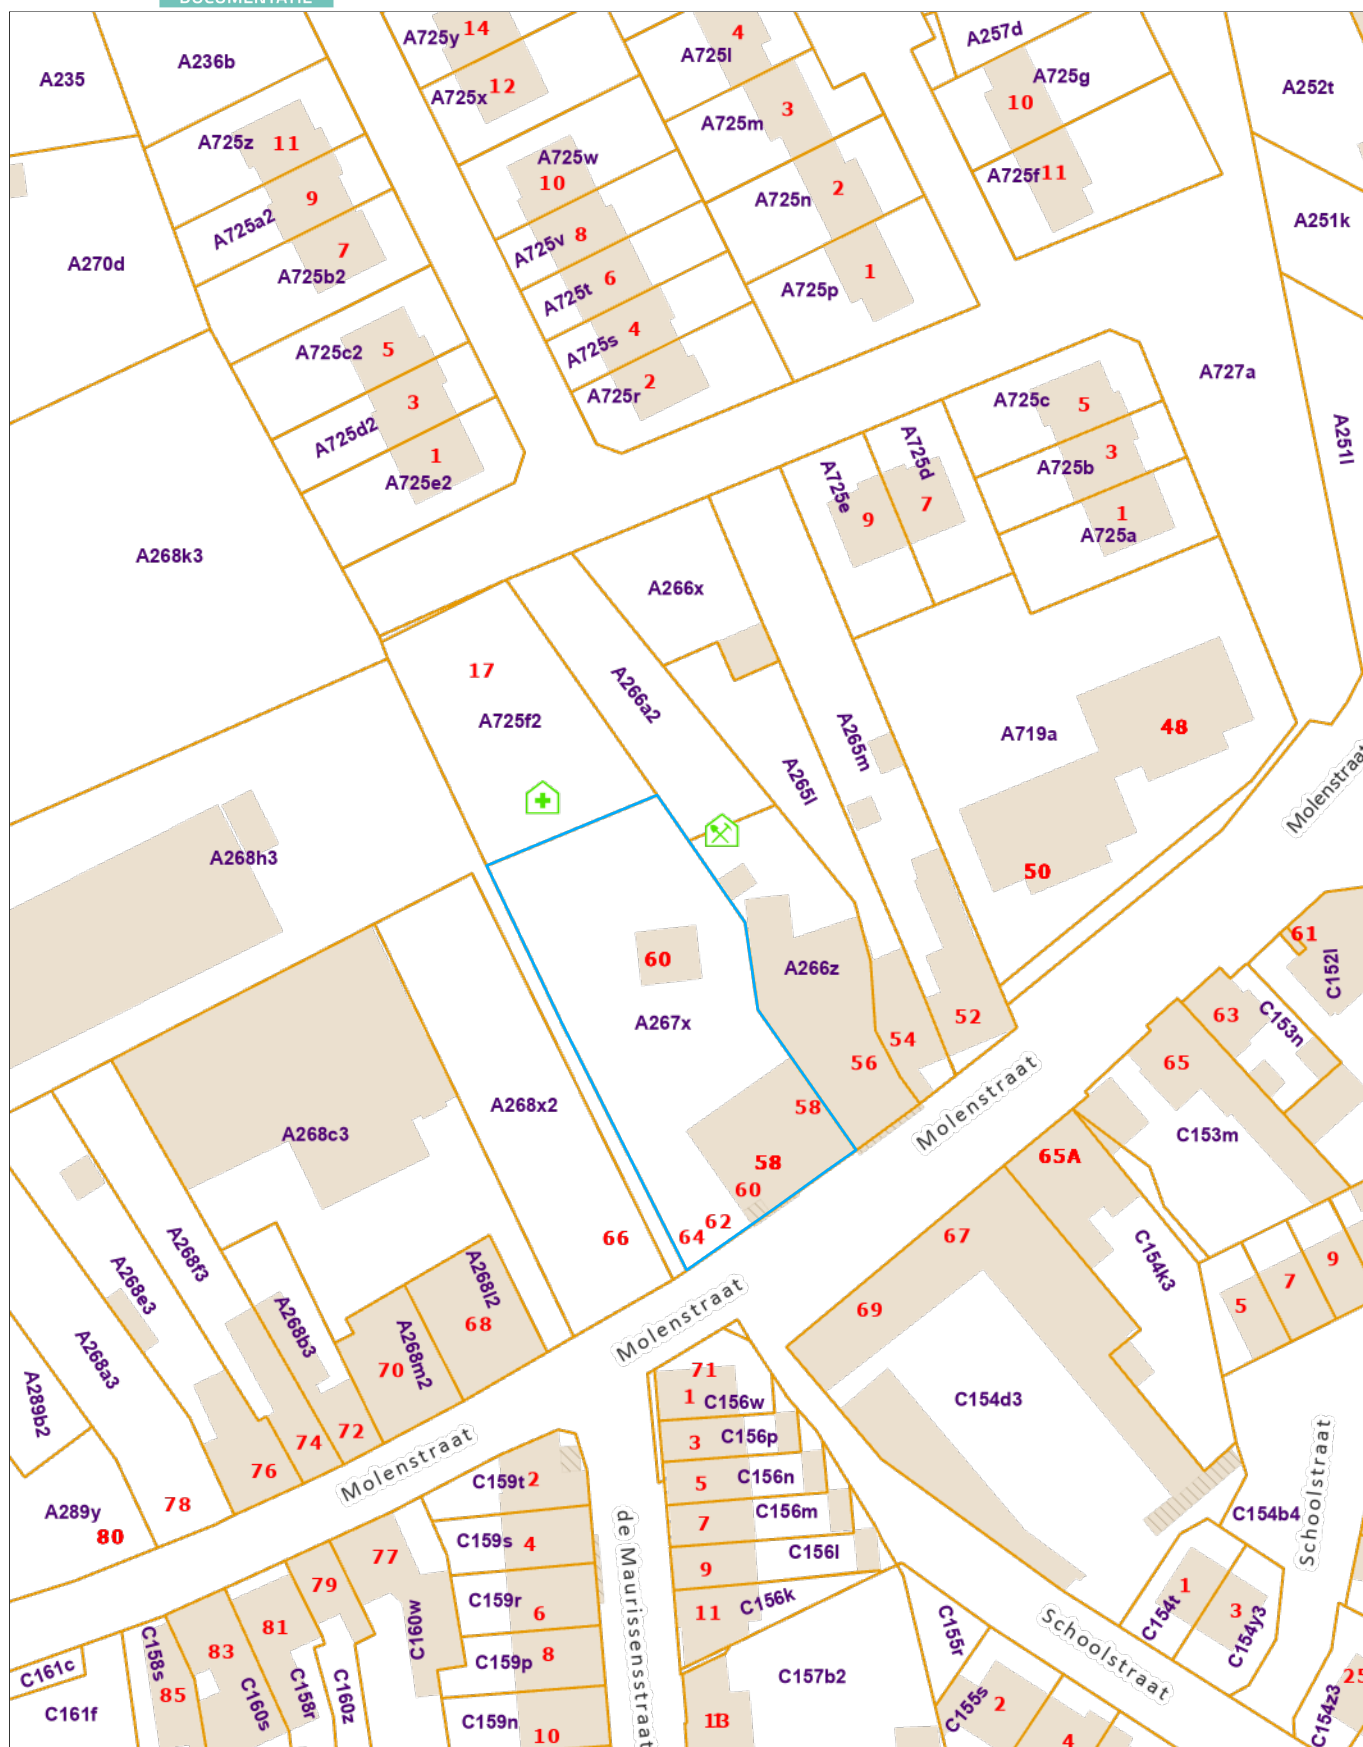 DOCUMENTATIE
A725y 14
A725l 4
A257d
A235
A236b
A725x 12
A725g
10
A252t
A725z 11
A725m 3
A725w
10
A725f 11
9
A725n 2
A725a2
A251k
A725v 8
7
A270d
A725b2
A725t 6
A725p 1
A725s 4
A725c2 5
A727a
A725r 2
3
A725c 5
A725d2
A251l
A725d
1
A725b 3
A725e2
A725e
9
7
1
A725a
A268k3
A266x
17
A266a2
A725f2
A265m
A719a
48
A265l
Molenstraat
A268h3
50
61
60
A266z
C152l
A267x
52
63
C153n
54
56
65
A268x2
58
Molenstraat
A268c3
C153m
58
65A
60
62
64
66
67
A268f3
A268e3
C154k3
9
7
5
A268l2
68
69
A268b3
Molenstraat
A268a3
A268m2
70
71
1
C156w
C154d3
A289b2
72
74
3 C156p
76
Molenstraat
C159t 2
5 C156n
78
A289y
80
7 C156m
C154b4
Schoolstraat
C159s 4
C156l
77
9
79
C159r 6
11 C156k
1
C154t
3
C154y3
81
C160w
de Maurissensstraat
C155r
83
C158s
C161c
C159p 8
C157b2
Schoolstraat
85
C160s
C158r
C160z
C161f
C159n 10
13
C155s 2
4
C154z3
25